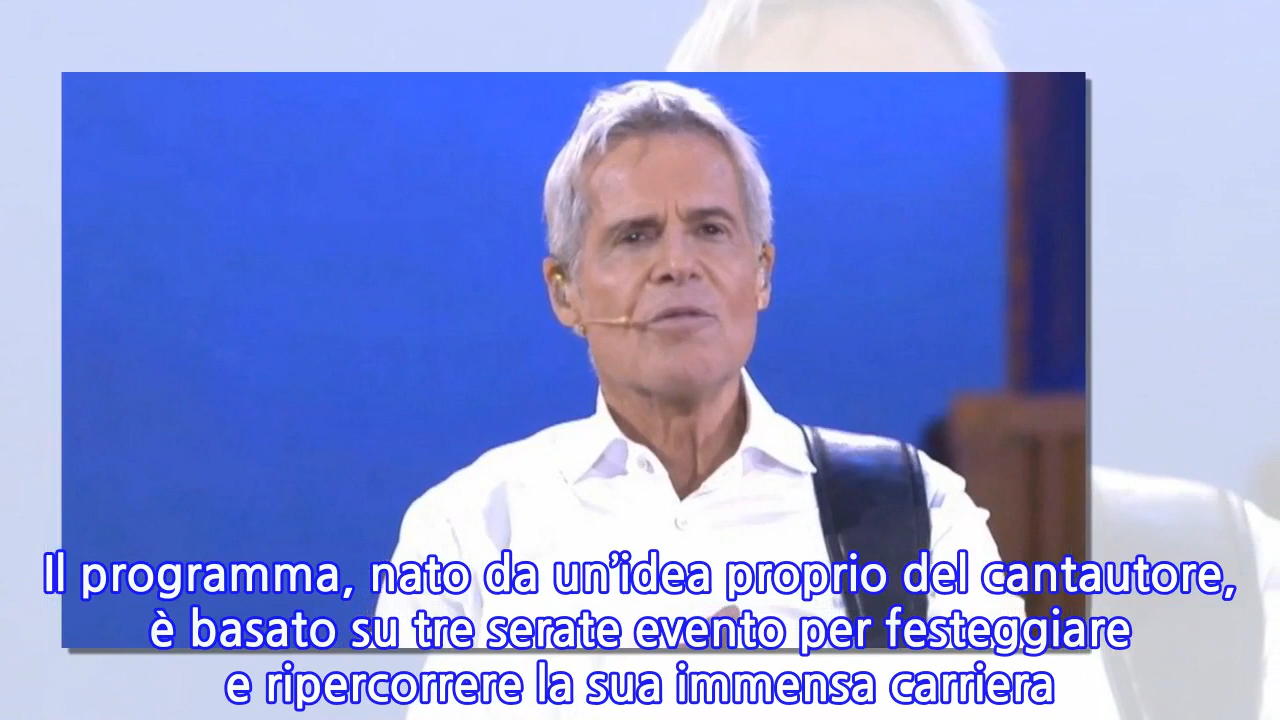 Il programma, nato da un’idea proprio del cantautore,
è basato su tre serate evento per festeggiare
e ripercorrere la sua immensa carriera